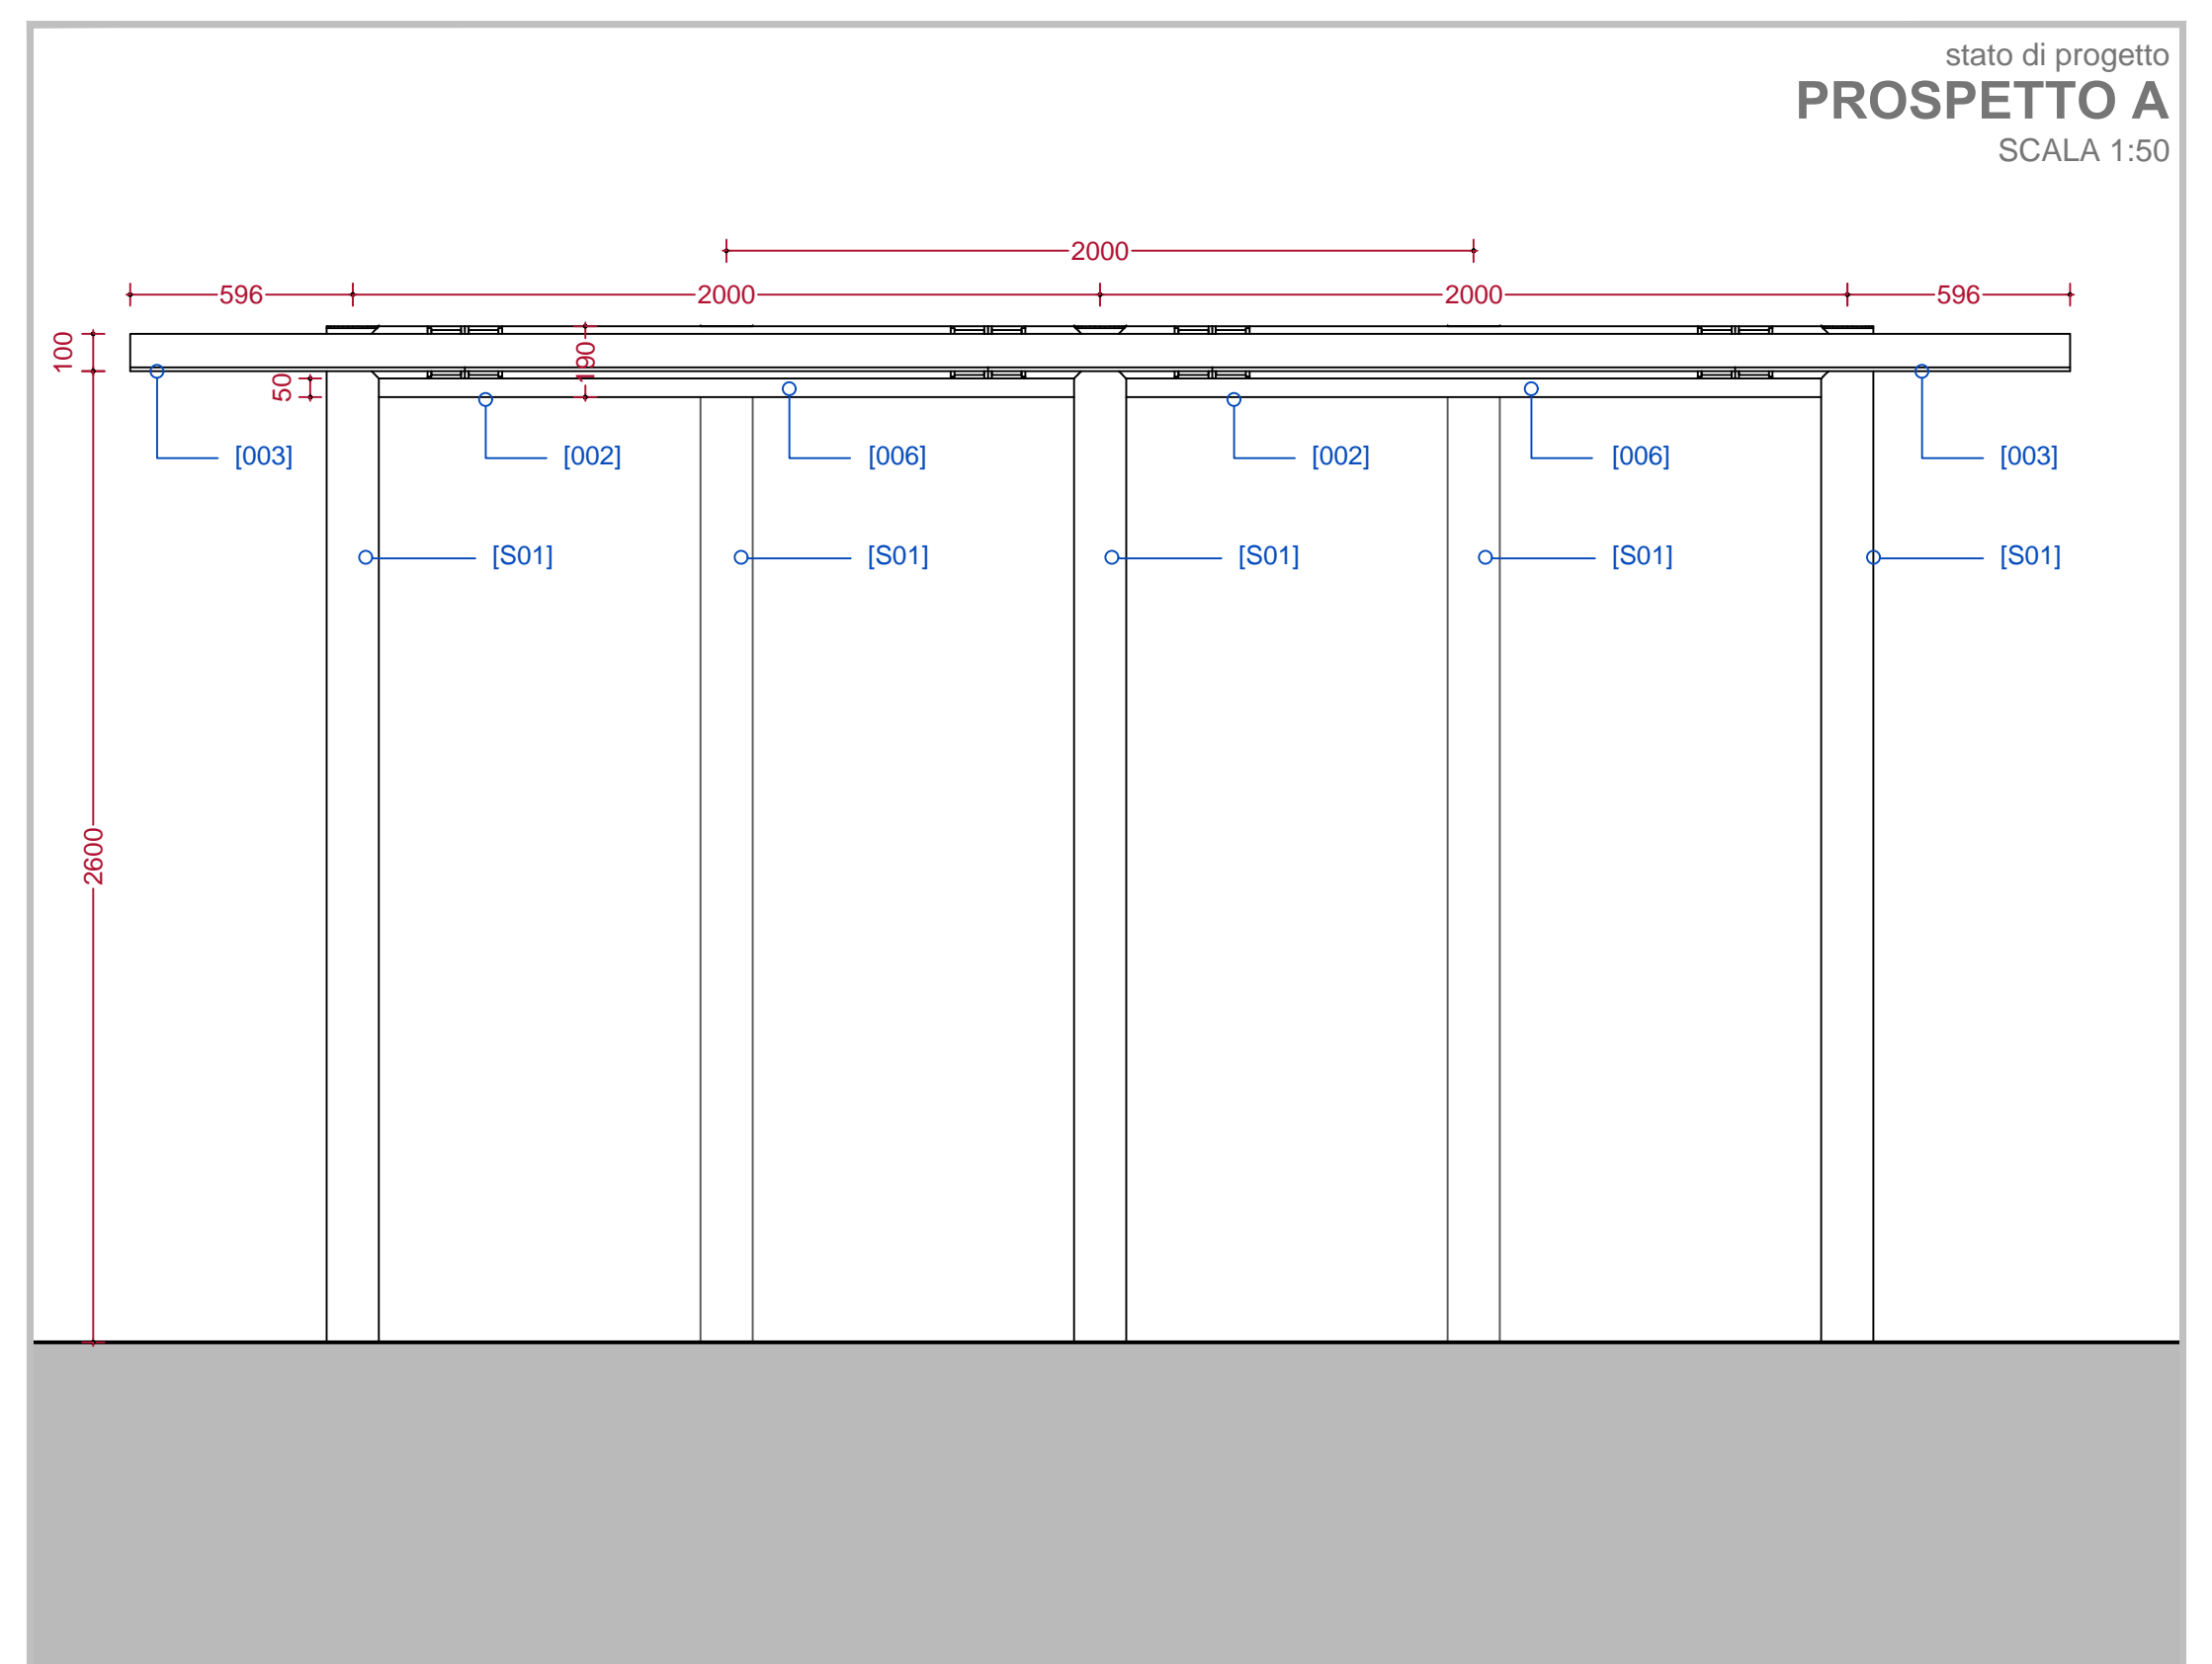 stato di progetto
PROSPETTO A
SCALA 1:50
2000
596 2000 2000 596
100
190
50
[003] [002] [006] [002] [006] [003]
[S01] [S01] [S01] [S01] [S01]
2600